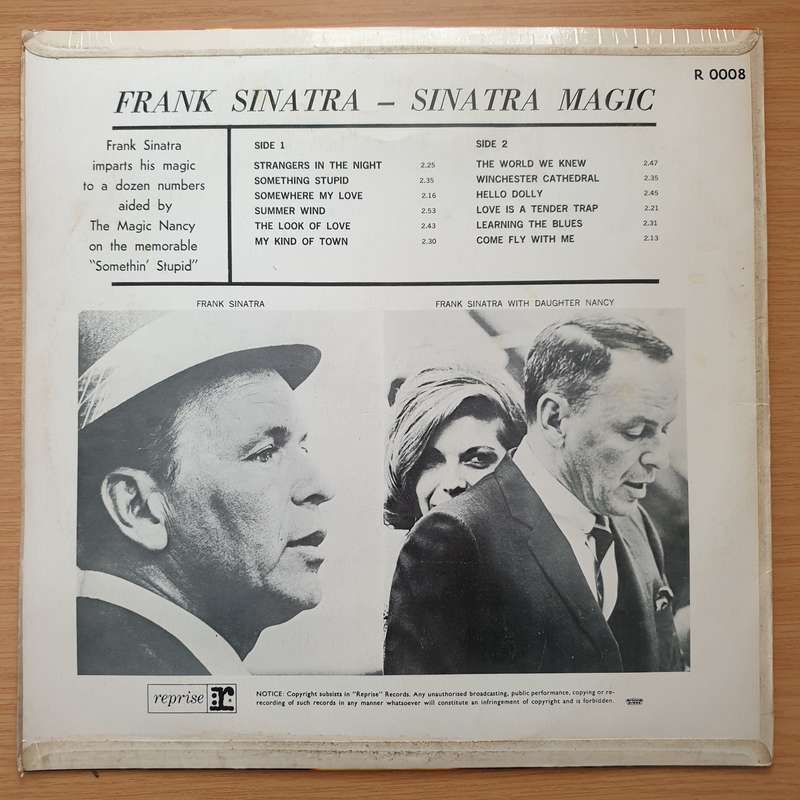 R 0008
FRANK SINATRA – SINATRA MAGIC
Frank Sinatra
imparts his magic
to a dozen numbers
aided by
The Magic Nancy
on the memorable
"Somethin' Stupid"
SIDE 1
STRANGERS IN THE NIGHT 2.25
SOMETHING STUPID 2.35
SOMEWHERE MY LOVE 2.16
SUMMER WIND 2.53
THE LOOK OF LOVE 2.43
MY KIND OF TOWN 2.30
SIDE 2
THE WORLD WE KNEW 2.47
WINCHESTER CATHEDRAL 2.35
HELLO DOLLY 2.45
LOVE IS A TENDER TRAP 2.21
LEARNING THE BLUES 2.31
COME FLY WITH ME 2.13
FRANK SINATRA
FRANK SINATRA WITH DAUGHTER NANCY
reprise r
NOTICE: Copyright subsists in "Reprise" Records. Any unauthorised broadcasting, public performance, copying or re-
recording of such records in any manner whatsoever will constitute an infringement of copyright and is forbidden.